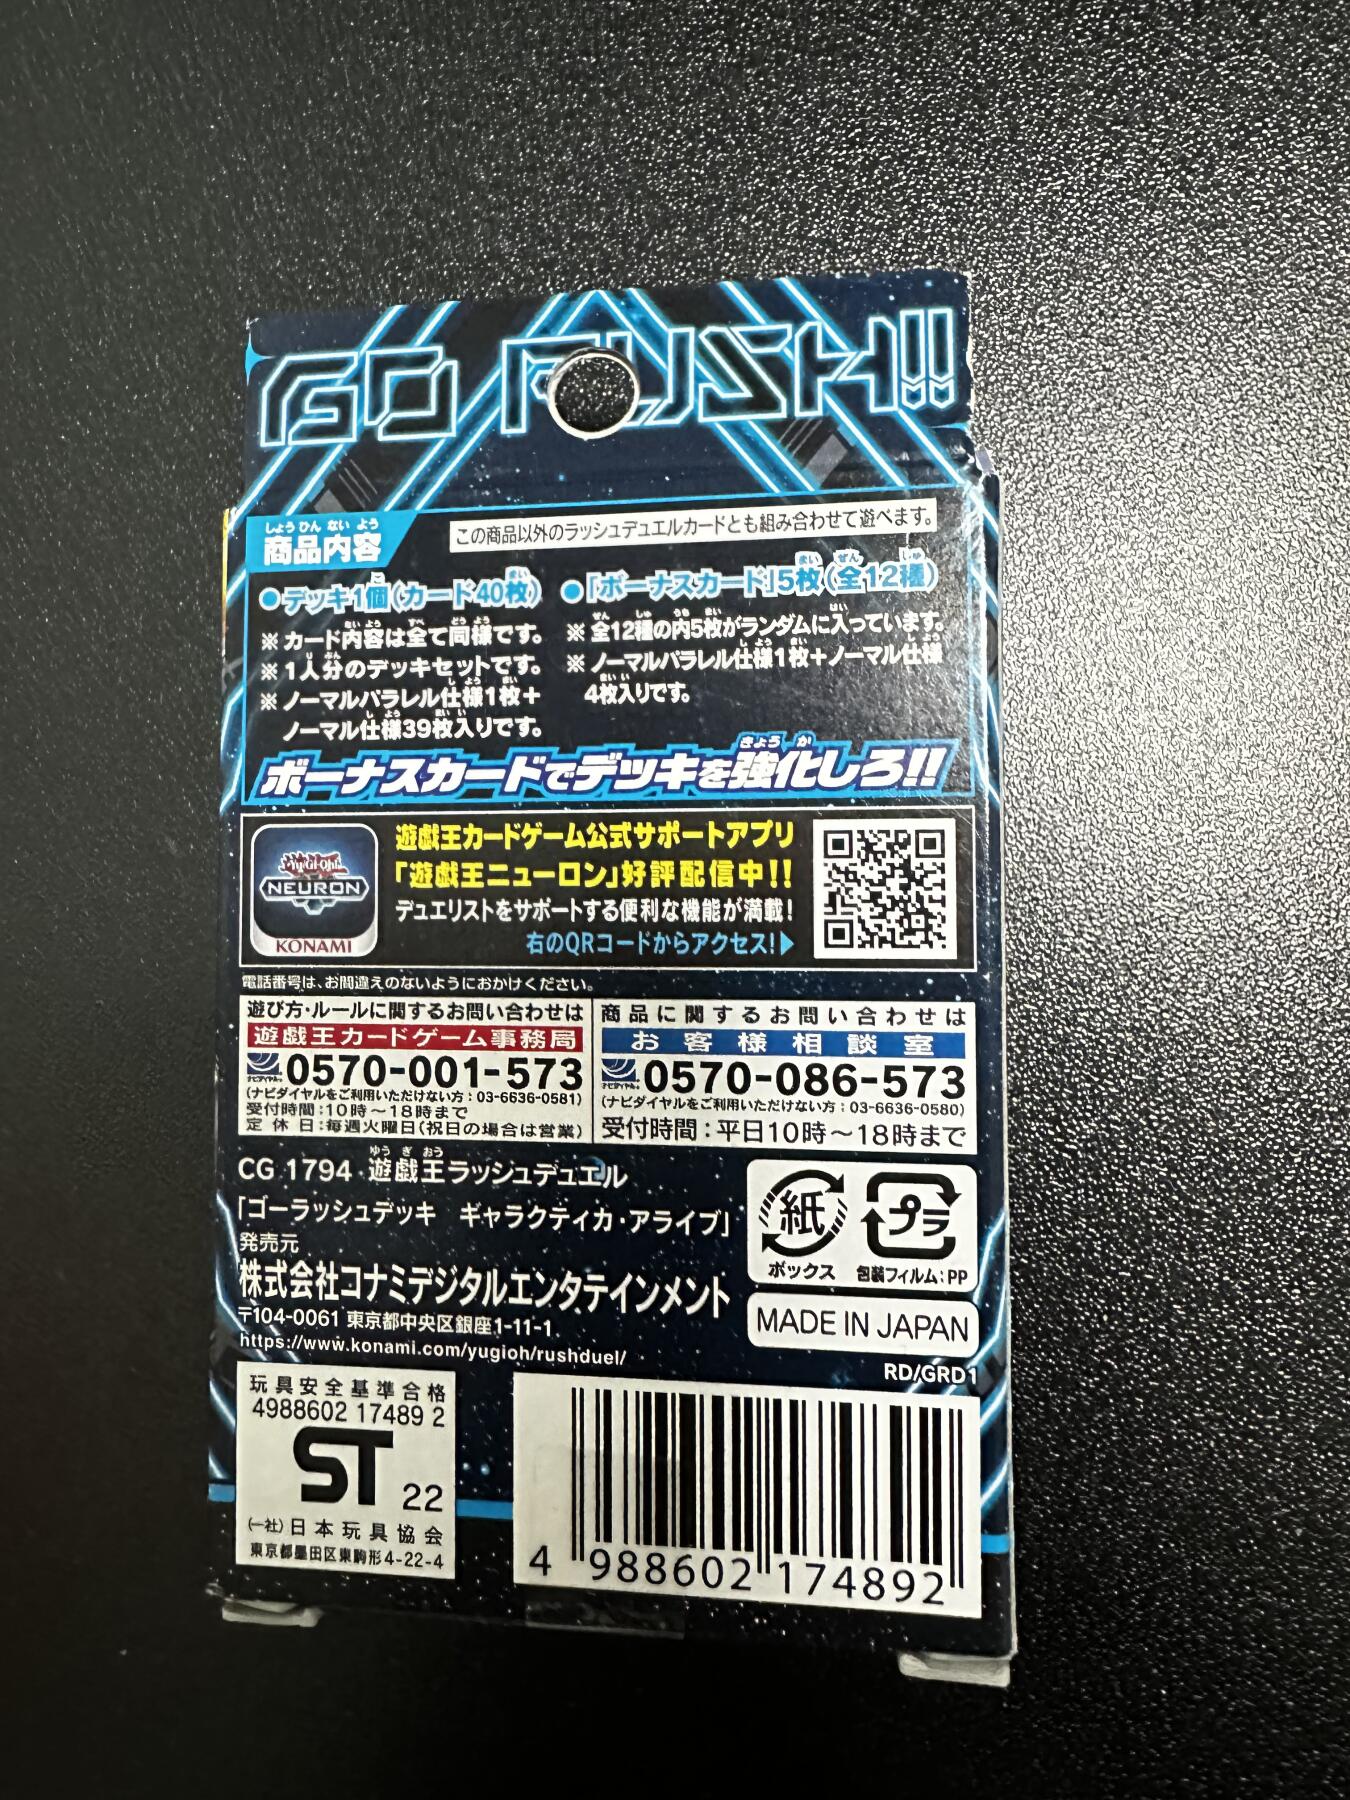 GO RUSH!!
商品内容
この商品以外のラッシュデュエルカードとも組み合わせて遊べます。
●デッキ1個(カード40枚)
※カード内容は全て同様です。
※1人分のデッキセットです。
※ノーマルパラレル仕様1枚+
ノーマル仕様39枚入りです。
●「ボーナスカード」5枚(全12種)
※全12種の内5枚がランダムに入っています。
※ノーマルパラレル仕様1枚+ノーマル仕様
4枚入りです。
ボーナスカードでデッキを強化しろ!!
Yu-Gi-Oh!
NEURON
KONAMI
遊戯王カードゲーム公式サポートアプリ
「遊戯王ニューロン」好評配信中!!
デュエリストをサポートする便利な機能が満載!
右のQRコードからアクセス!▶
電話番号は、お間違えのないようにおかけください。
遊び方・ルールに関するお問い合わせは
遊戯王カードゲーム事務局
ナビダイヤル 0570-001-573
(ナビダイヤルをご利用いただけない方:03-6636-0581)
受付時間:10時～18時まで
定休日:毎週火曜日(祝日の場合は営業)
商品に関するお問い合わせは
お客様相談室
ナビダイヤル 0570-086-573
(ナビダイヤルをご利用いただけない方:03-6636-0580)
受付時間:平日10時～18時まで
CG 1794 遊戯王ラッシュデュエル
「ゴーラッシュデッキ ギャラクティカ・アライブ」
発売元
株式会社コナミデジタルエンタテインメント
〒104-0061 東京都中央区銀座1-11-1
https://www.konami.com/yugioh/rushduel/
紙
ボックス
プラ
包装フィルム:PP
MADE IN JAPAN
RD/GRD1
玩具安全基準合格
4988602 17489 2
ST 22
(一社)日本玩具協会
東京都墨田区東駒形4-22-4
4 988602 174892